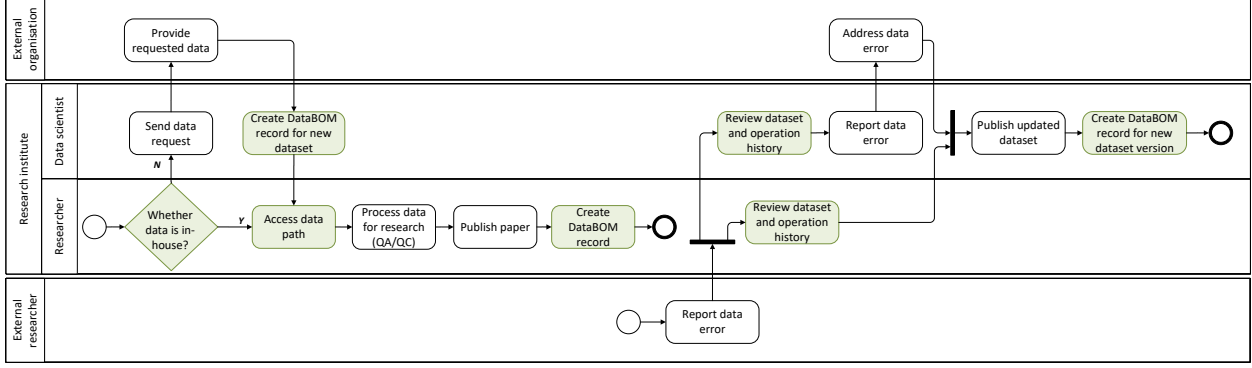 External
organisation
Provide
requested data
Address data
error
Research institute
Data scientist
Send data
request
Create DataBOM
record for new
dataset
Review dataset
and operation
history
Report data
error
Publish updated
dataset
Create DataBOM
record for new
dataset version
N
Researcher
Whether
data is in-
house?
Y
Access data
path
Process data
for research
(QA/QC)
Publish paper
Create
DataBOM
record
Review dataset
and operation
history
External
researcher
Report data
error